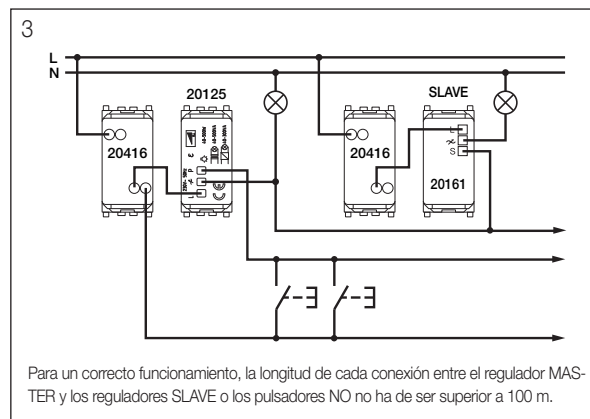 3
L
N
20125
SLAVE
20416
20416
20161
L
S
P
L
Para un correcto funcionamiento, la longitud de cada conexión entre el regulador MAS-
TER y los reguladores SLAVE o los pulsadores NO no ha de ser superior a 100 m.